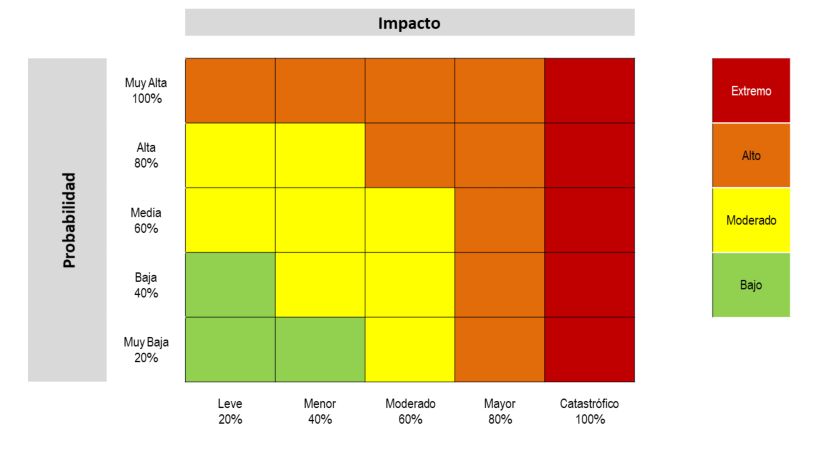 Impacto
Probabilidad
Muy Alta
100%
Alta
80%
Media
60%
Baja
40%
Muy Baja
20%
Leve
20%
Menor
40%
Moderado
60%
Mayor
80%
Catastrófico
100%
Extremo
Alto
Moderado
Bajo